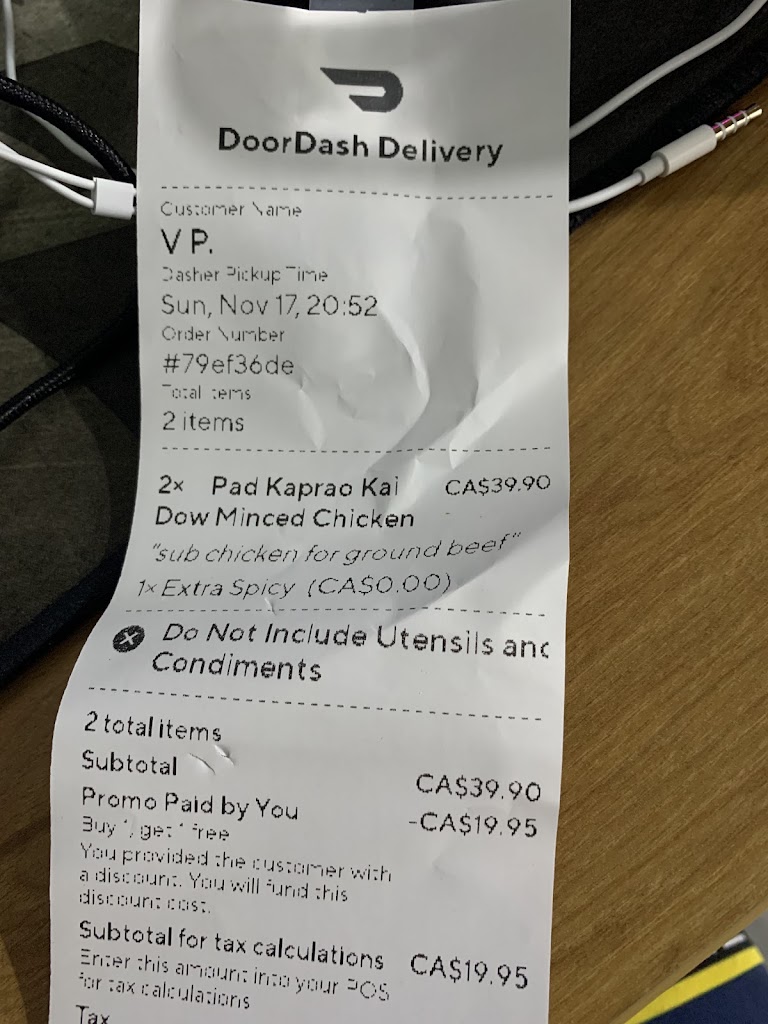 DoorDash Delivery
Customer Name
V P.
Dasher Pickup Time
Sun, Nov 17, 20:52
Order Number
#79ef36de
Total Items
2 items
2× Pad Kaprao Kai CA$39.90
Dow Minced Chicken
"sub chicken for ground beef"
1× Extra Spicy (CA$0.00)
Do Not Include Utensils and
Condiments
2 total items
Subtotal CA$39.90
Promo Paid by You -CA$19.95
Buy 1, get 1 free
You provided the customer with
a discount. You will fund this
discount cost.
Subtotal for tax calculations CA$19.95
Enter this amount into your POS
for tax calculations
Tax